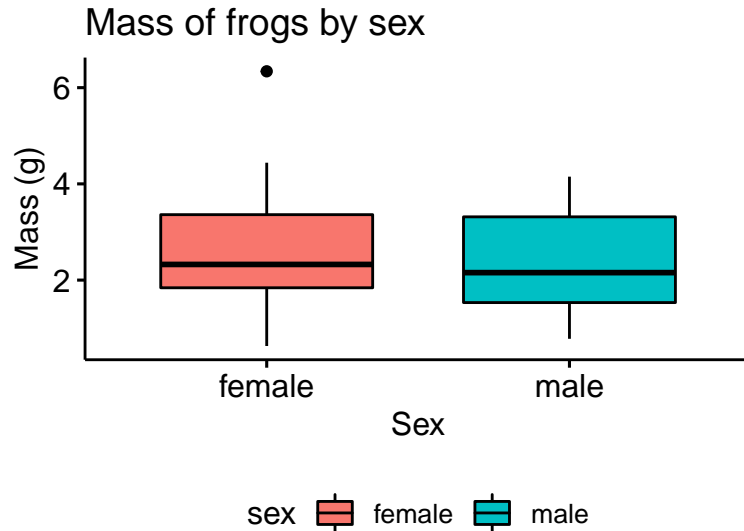 Mass of frogs by sex
Mass (g)
6
4
2
female male
Sex
sex female male